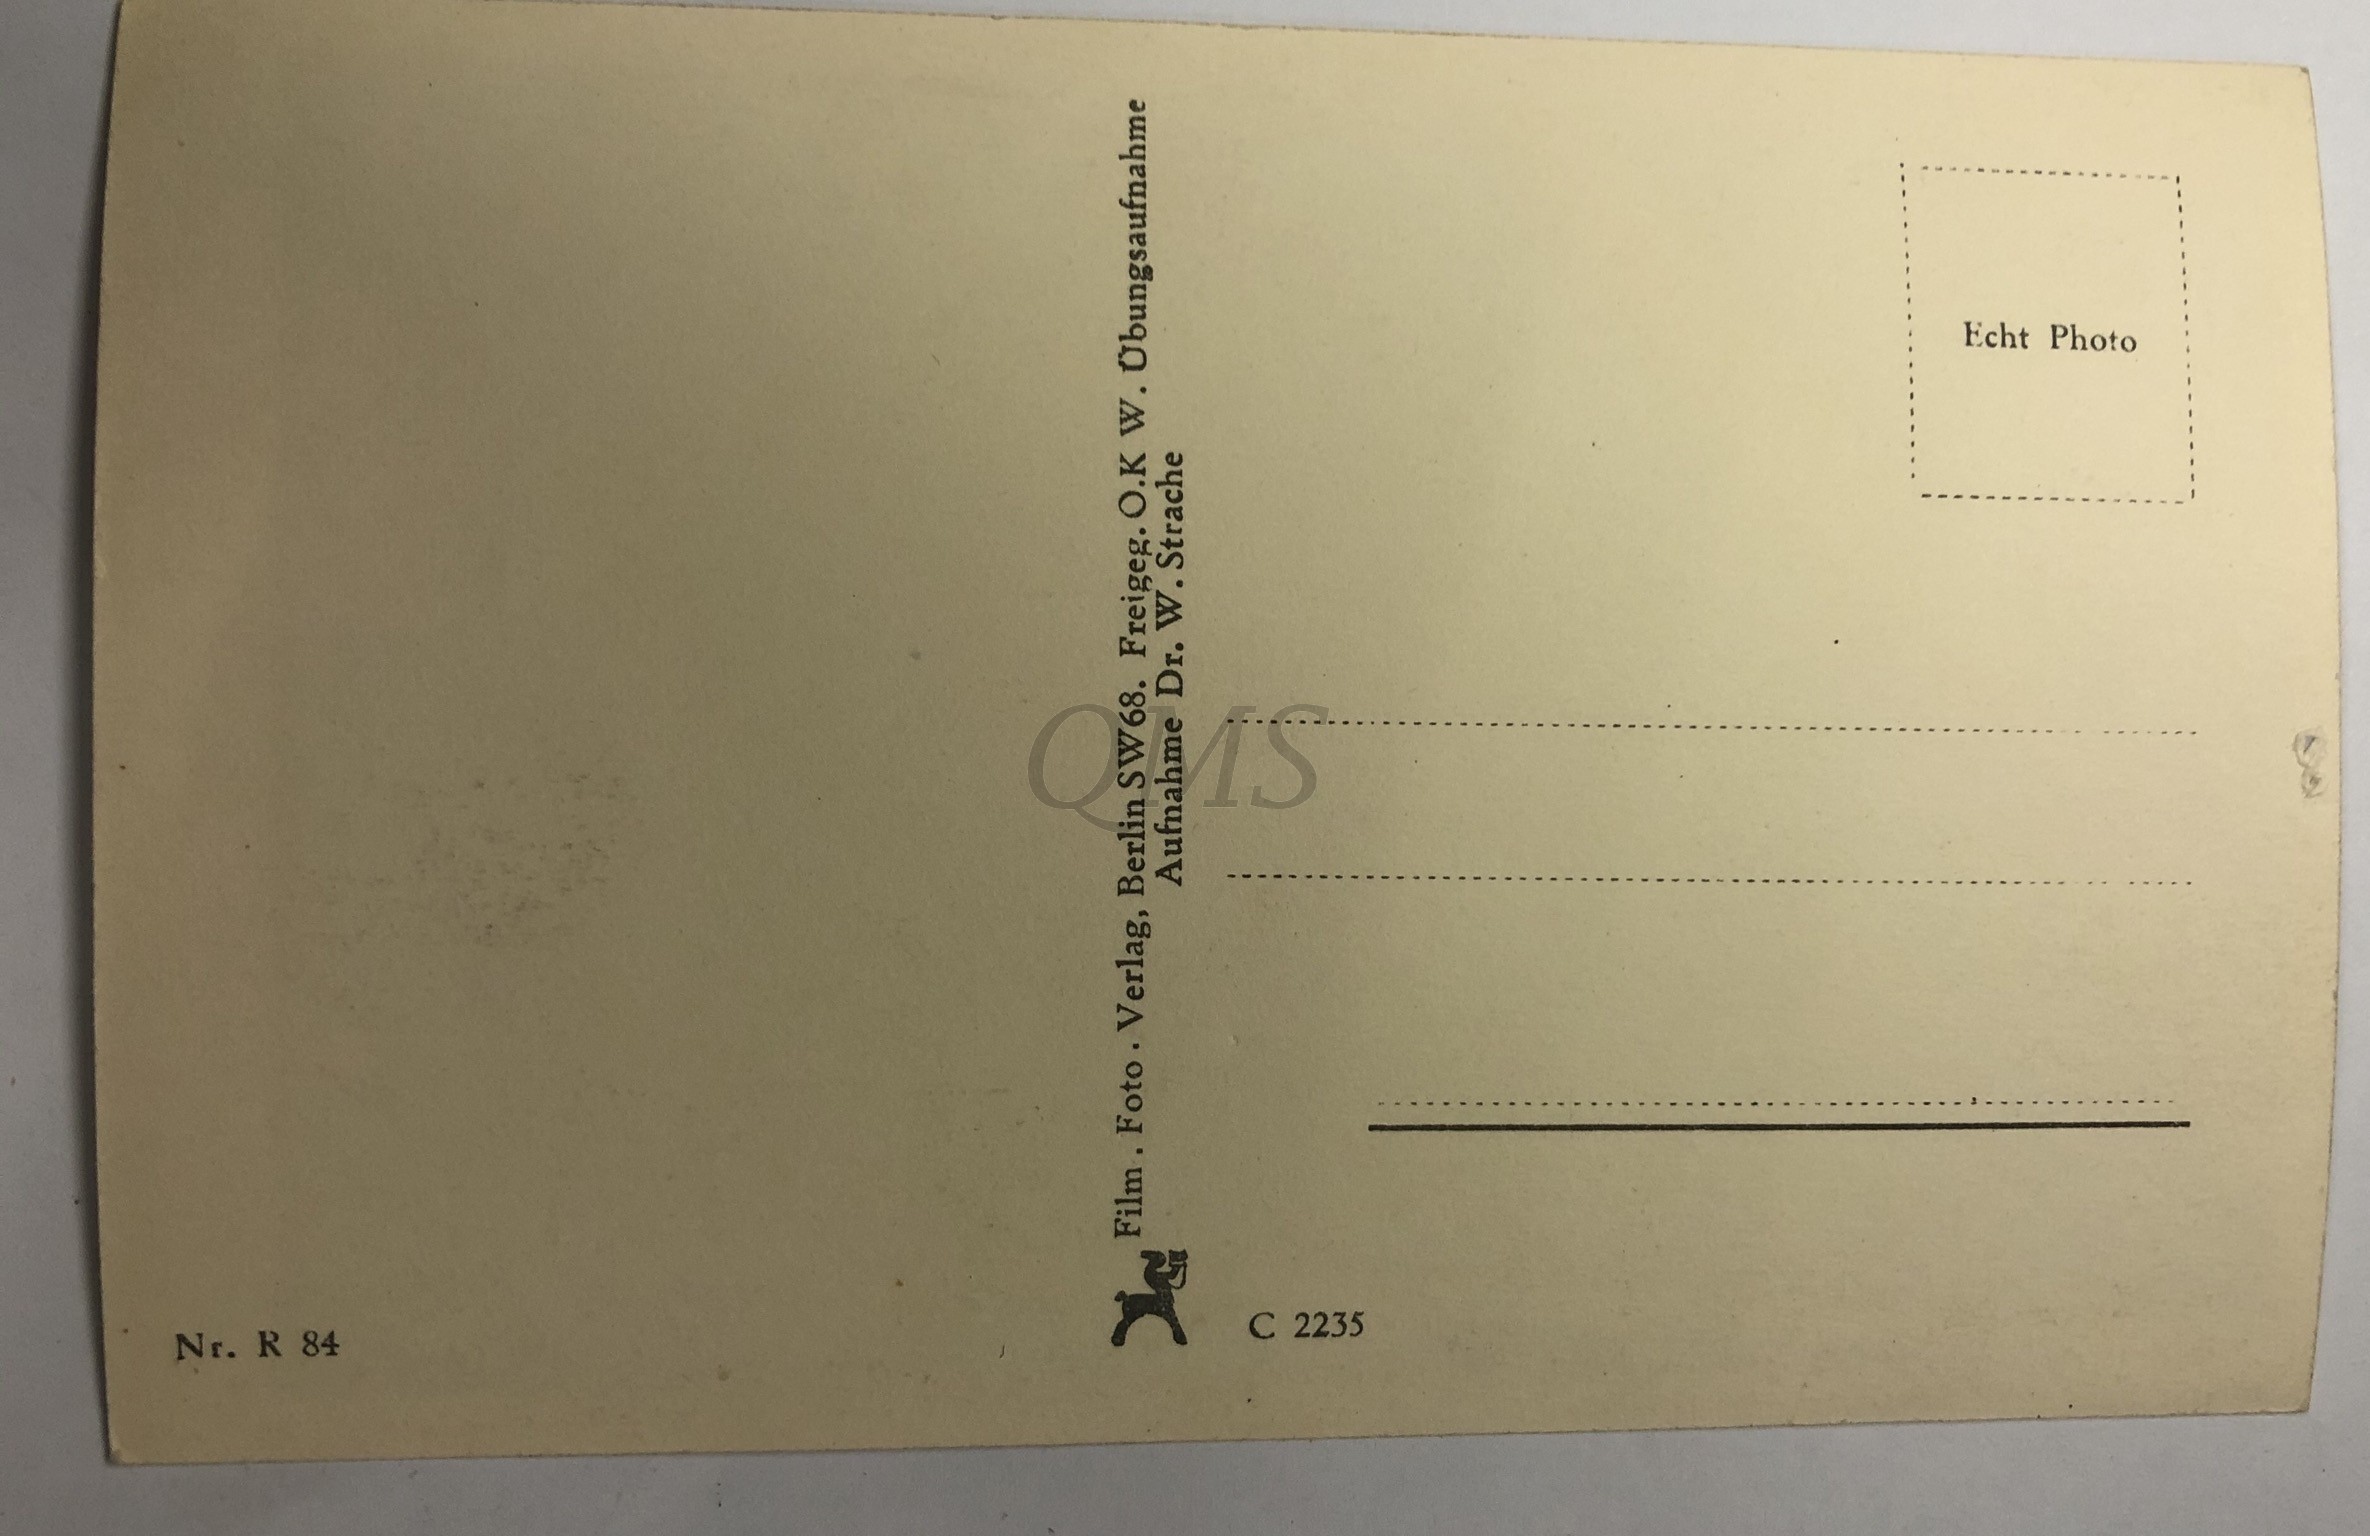 Echt Photo
Film . Foto . Verlag, Berlin SW68. Freigeg. O.K W. Übungsaufnahme
Aufnahme Dr. W. Strache
QMS
Nr. R 84
C 2235